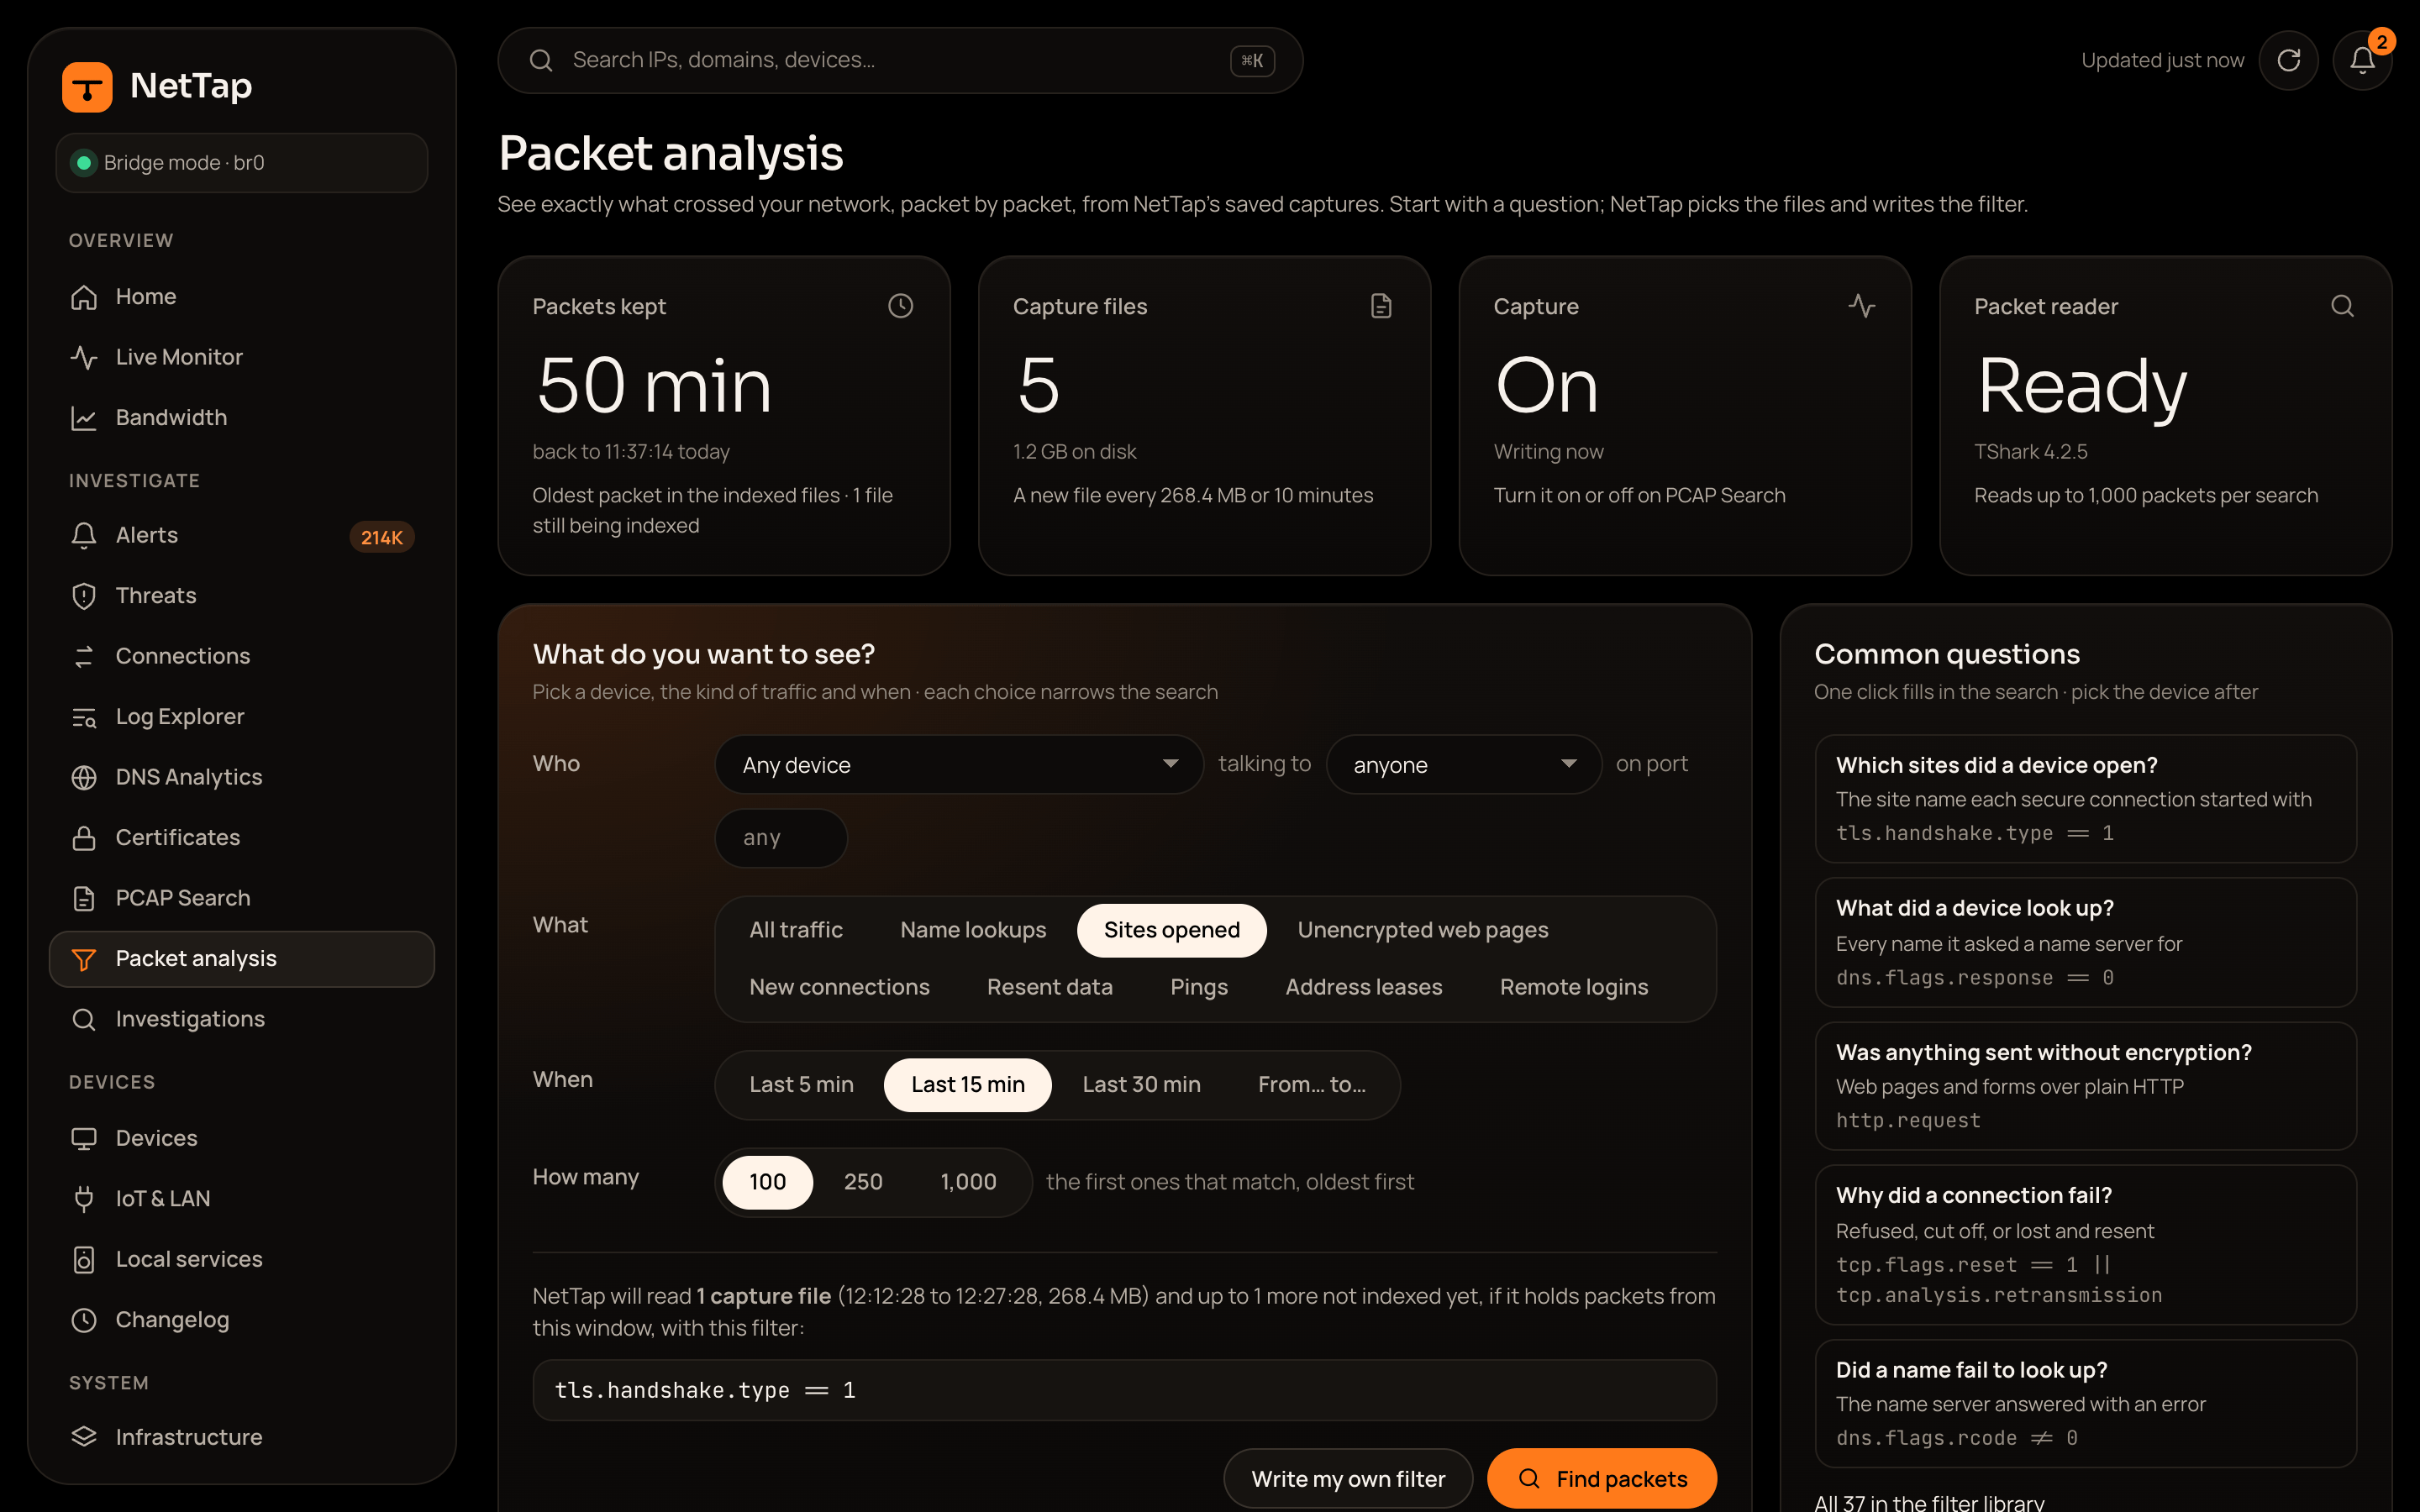 NetTap
Bridge mode · br0
OVERVIEW
Home
Live Monitor
Bandwidth
INVESTIGATE
Alerts
214K
Threats
Connections
Log Explorer
DNS Analytics
Certificates
PCAP Search
Packet analysis
Investigations
DEVICES
Devices
IoT & LAN
Local services
Changelog
SYSTEM
Infrastructure
Search IPs, domains, devices…
⌘K
Updated just now
2
Packet analysis
See exactly what crossed your network, packet by packet, from NetTap's saved captures. Start with a question; NetTap picks the files and writes the filter.
Packets kept
50 min
back to 11:37:14 today
Oldest packet in the indexed files · 1 file
still being indexed
Capture files
5
1.2 GB on disk
A new file every 268.4 MB or 10 minutes
Capture
On
Writing now
Turn it on or off on PCAP Search
Packet reader
Ready
TShark 4.2.5
Reads up to 1,000 packets per search
What do you want to see?
Pick a device, the kind of traffic and when · each choice narrows the search
Who
Any device
talking to
anyone
on port
any
What
All traffic
Name lookups
Sites opened
Unencrypted web pages
New connections
Resent data
Pings
Address leases
Remote logins
When
Last 5 min
Last 15 min
Last 30 min
From… to…
How many
100
250
1,000
the first ones that match, oldest first
NetTap will read 1 capture file (12:12:28 to 12:27:28, 268.4 MB) and up to 1 more not indexed yet, if it holds packets from
this window, with this filter:
tls.handshake.type == 1
Write my own filter
Find packets
Common questions
One click fills in the search · pick the device after
Which sites did a device open?
The site name each secure connection started with
tls.handshake.type == 1
What did a device look up?
Every name it asked a name server for
dns.flags.response == 0
Was anything sent without encryption?
Web pages and forms over plain HTTP
http.request
Why did a connection fail?
Refused, cut off, or lost and resent
tcp.flags.reset == 1 ||
tcp.analysis.retransmission
Did a name fail to look up?
The name server answered with an error
dns.flags.rcode != 0
All 37 in the filter library